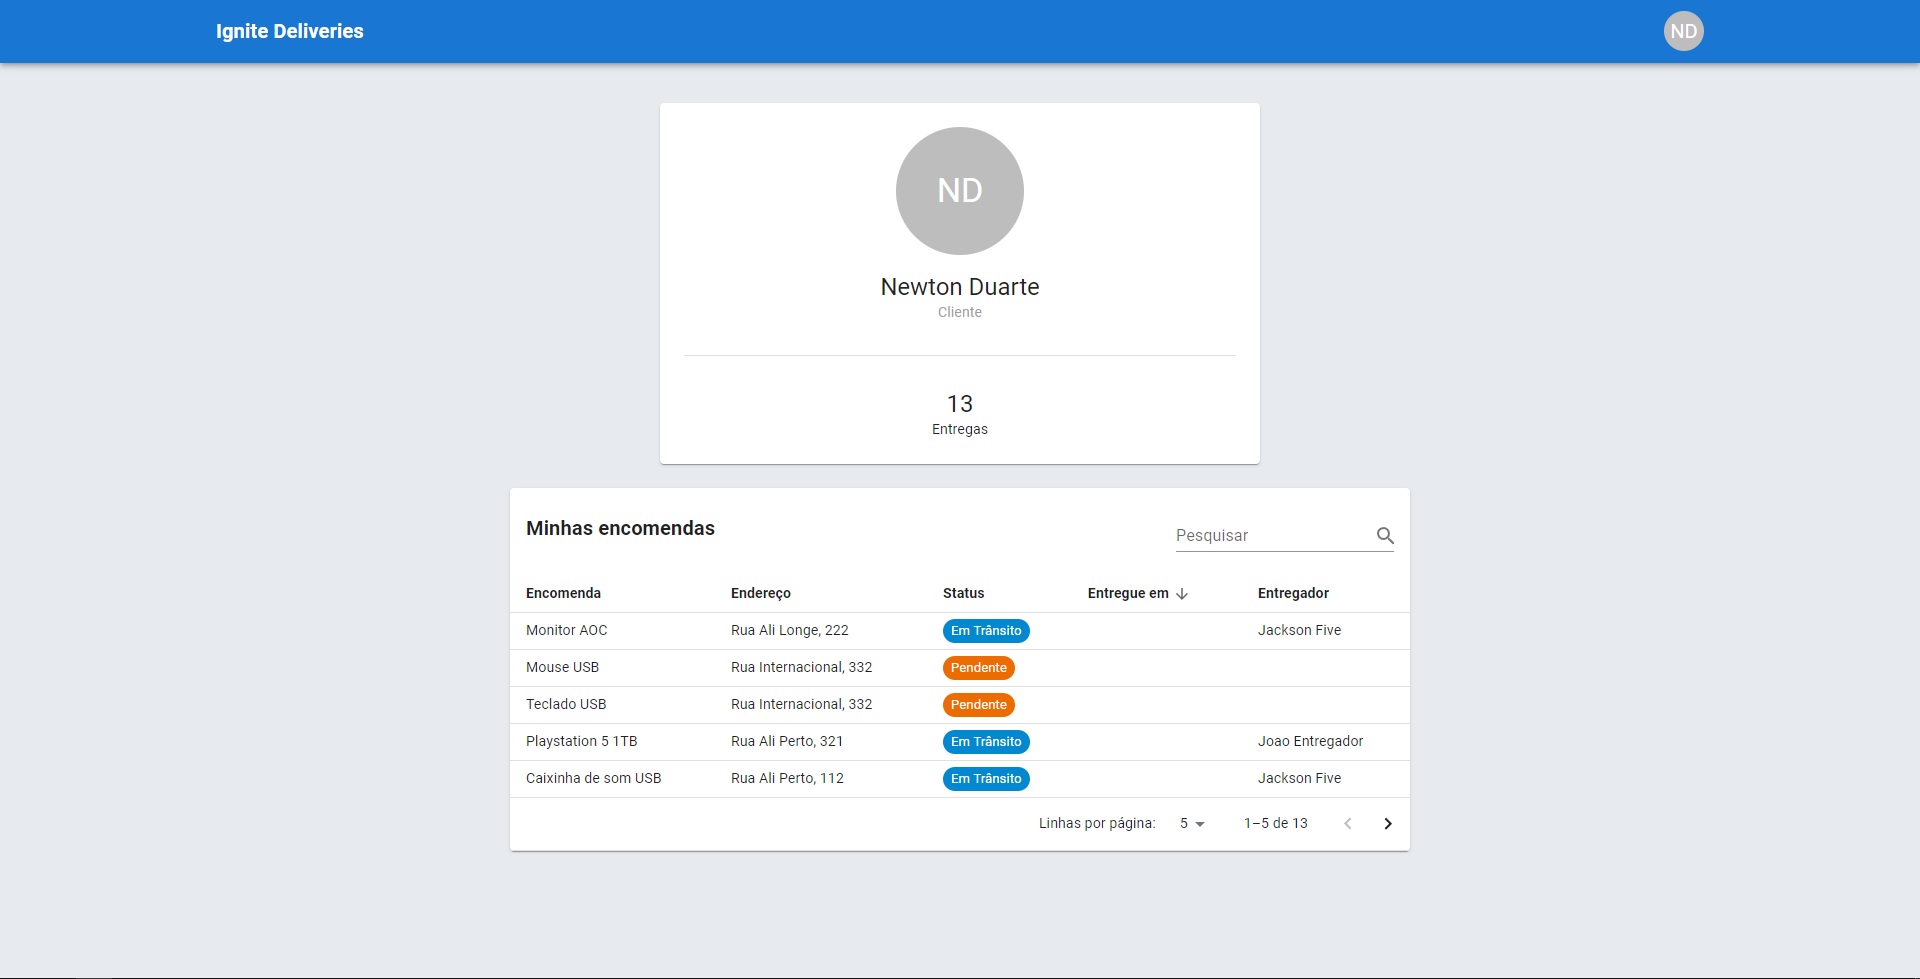 Ignite Deliveries ND
ND
Newton Duarte
Cliente
13
Entregas
Minhas encomendas
Pesquisar
Encomenda Endereço Status Entregue em Entregador
Monitor AOC Rua Ali Longe, 222 Em Trânsito Jackson Five
Mouse USB Rua Internacional, 332 Pendente
Teclado USB Rua Internacional, 332 Pendente
Playstation 5 1TB Rua Ali Perto, 321 Em Trânsito Joao Entregador
Caixinha de som USB Rua Ali Perto, 112 Em Trânsito Jackson Five
Linhas por página: 5 1–5 de 13